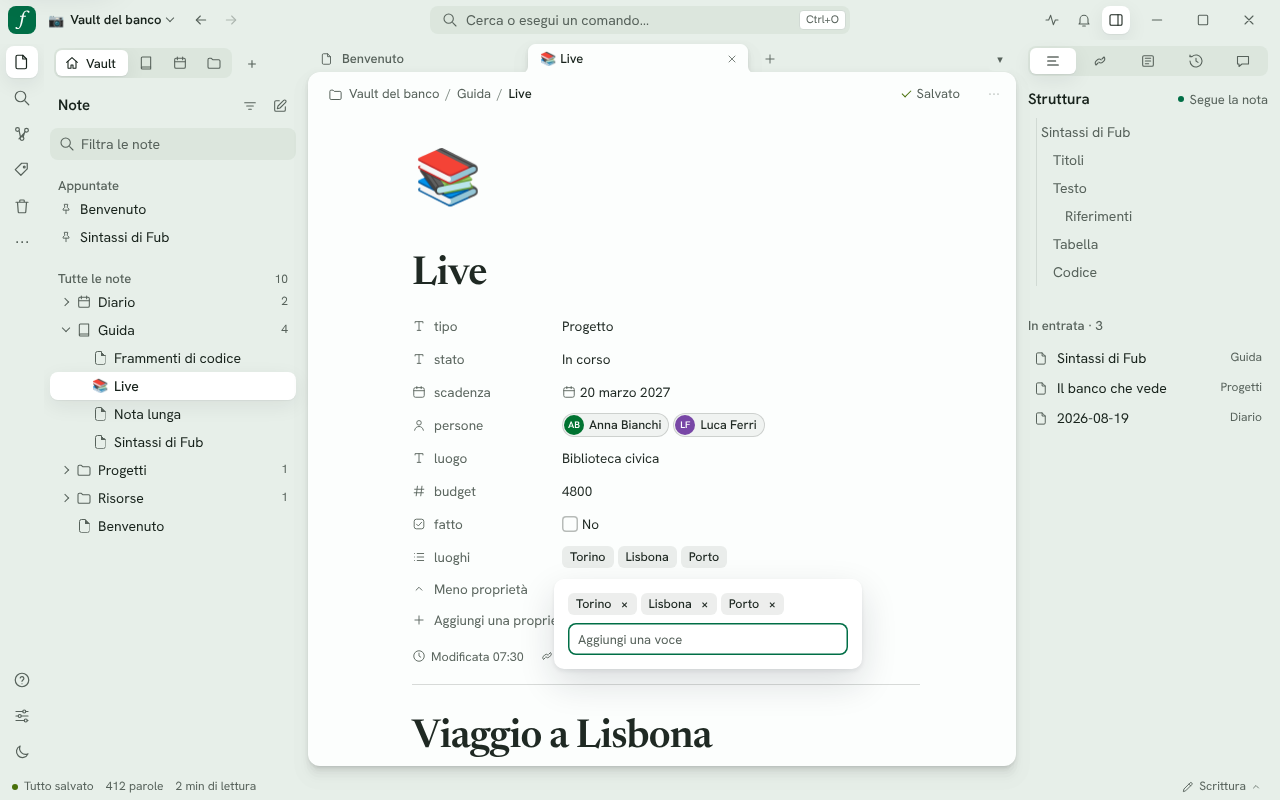 Vault del banco
Cerca o esegui un comando…
Ctrl+O
Vault
Note
Filtra le note
Appuntate
Benvenuto
Sintassi di Fub
Tutte le note 10
Diario 2
Guida 4
Frammenti di codice
Live
Nota lunga
Sintassi di Fub
Progetti 1
Risorse 1
Benvenuto
Benvenuto
Live
Vault del banco / Guida / Live
Salvato
Live
tipo Progetto
stato In corso
scadenza 20 marzo 2027
persone AB Anna Bianchi LF Luca Ferri
luogo Biblioteca civica
budget 4800
fatto No
luoghi Torino Lisbona Porto
Meno proprietà
Aggiungi una proprie
Torino × Lisbona × Porto ×
Aggiungi una voce
Modificata 07:30
Viaggio a Lisbona
Struttura
Segue la nota
Sintassi di Fub
Titoli
Testo
Riferimenti
Tabella
Codice
In entrata · 3
Sintassi di Fub Guida
Il banco che vede Progetti
2026-08-19 Diario
Tutto salvato 412 parole 2 min di lettura
Scrittura